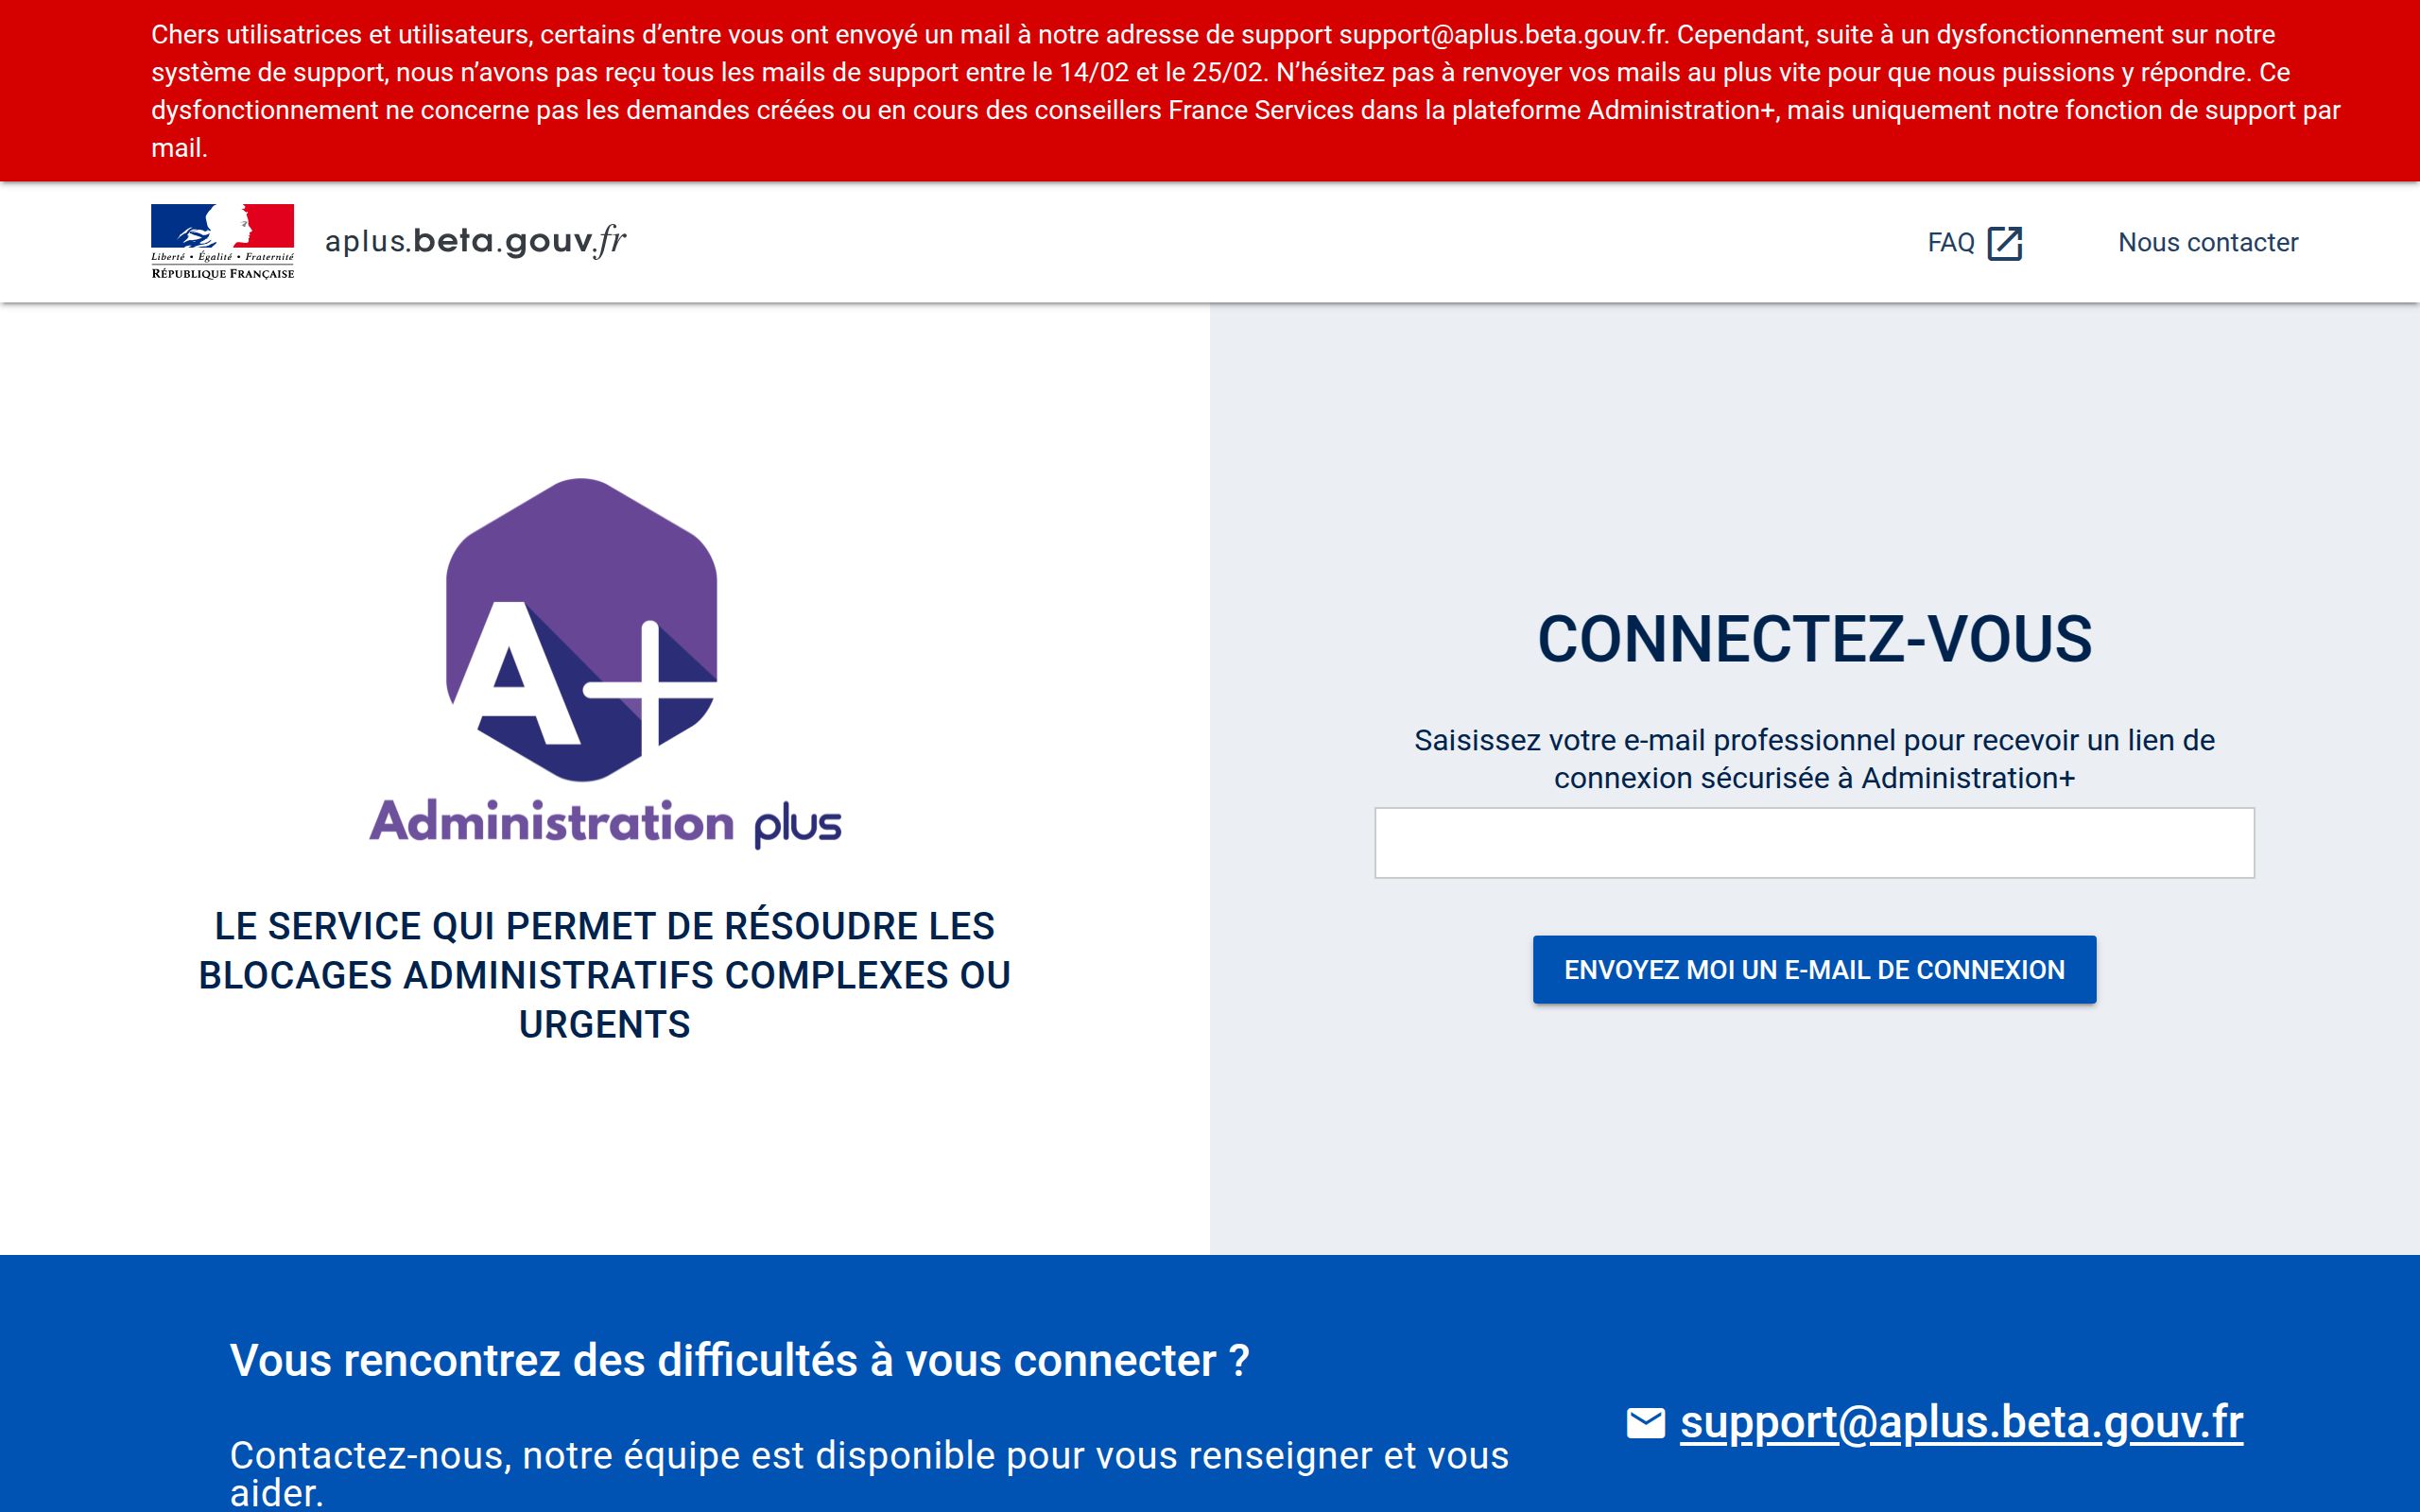 Chers utilisatrices et utilisateurs, certains d’entre vous ont envoyé un mail à notre adresse de support support@aplus.beta.gouv.fr. Cependant, suite à un dysfonctionnement sur notre
système de support, nous n’avons pas reçu tous les mails de support entre le 14/02 et le 25/02. N’hésitez pas à renvoyer vos mails au plus vite pour que nous puissions y répondre. Ce
dysfonctionnement ne concerne pas les demandes créées ou en cours des conseillers France Services dans la plateforme Administration+, mais uniquement notre fonction de support par
mail.
Liberté • Égalité • Fraternité
RÉPUBLIQUE FRANÇAISE
aplus.beta.gouv.fr
FAQ
Nous contacter
A+
Administration plus
LE SERVICE QUI PERMET DE RÉSOUDRE LES
BLOCAGES ADMINISTRATIFS COMPLEXES OU
URGENTS
CONNECTEZ-VOUS
Saisissez votre e-mail professionnel pour recevoir un lien de
connexion sécurisée à Administration+
ENVOYEZ MOI UN E-MAIL DE CONNEXION
Vous rencontrez des difficultés à vous connecter ?
Contactez-nous, notre équipe est disponible pour vous renseigner et vous
aider.
support@aplus.beta.gouv.fr